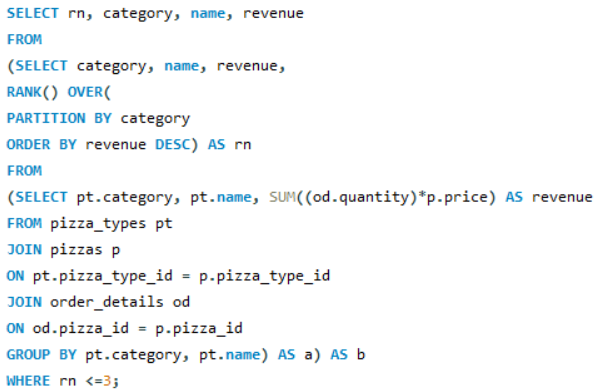 SELECT rn, category, name, revenue
FROM
(SELECT category, name, revenue,
RANK() OVER(
PARTITION BY category
ORDER BY revenue DESC) AS rn
FROM
(SELECT pt.category, pt.name, SUM((od.quantity)*p.price) AS revenue
FROM pizza_types pt
JOIN pizzas p
ON pt.pizza_type_id = p.pizza_type_id
JOIN order_details od
ON od.pizza_id = p.pizza_id
GROUP BY pt.category, pt.name) AS a) AS b
WHERE rn <=3;